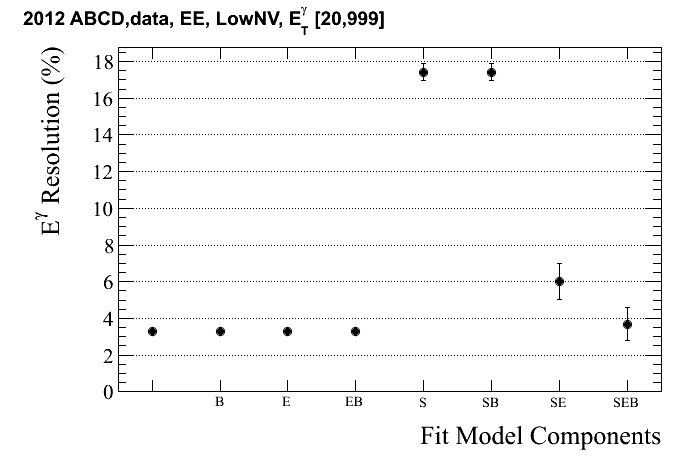 2012 ABCD,data, EE, LowNV, E_T^γ [20,999]
E^γ Resolution (%)
18
16
14
12
10
8
6
4
2
0
B E EB S SB SE SEB
Fit Model Components